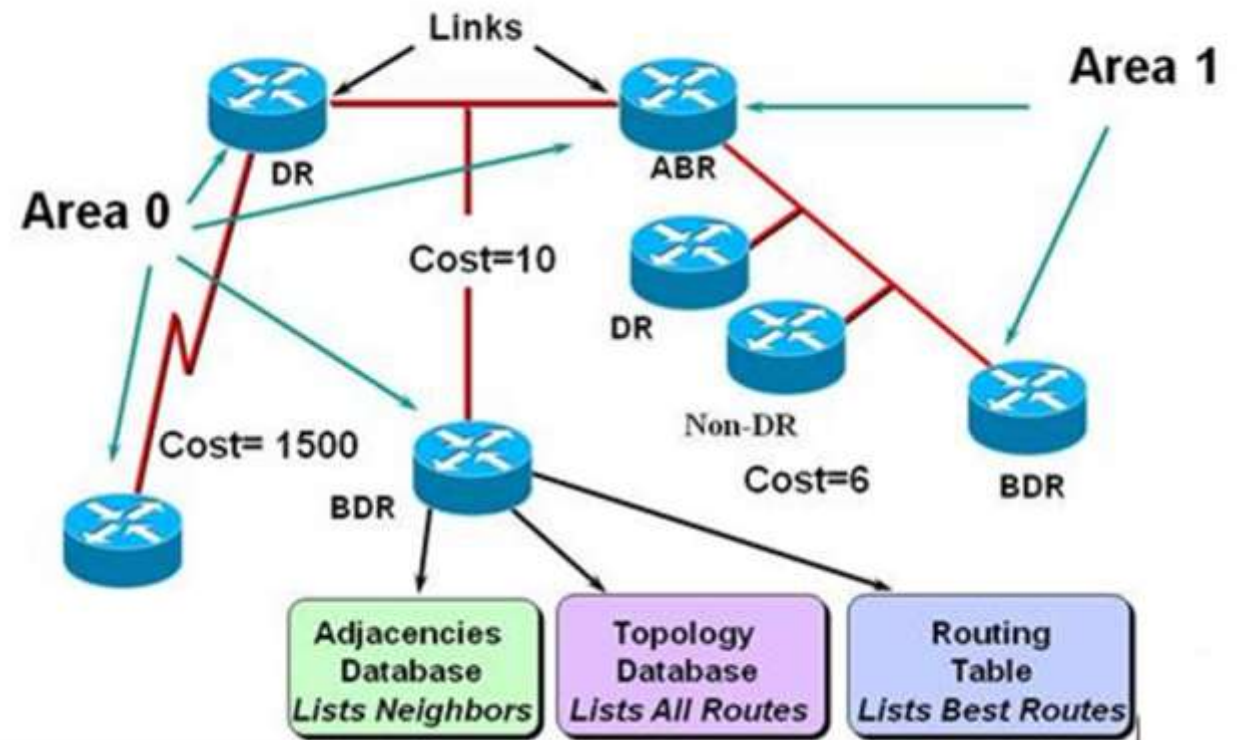 Links
Area 1
DR
ABR
Area 0
Cost=10
DR
Non-DR
Cost= 1500
Cost=6
BDR
BDR
Adjacencies
Database
Lists Neighbors
Topology
Database
Lists All Routes
Routing
Table
Lists Best Routes